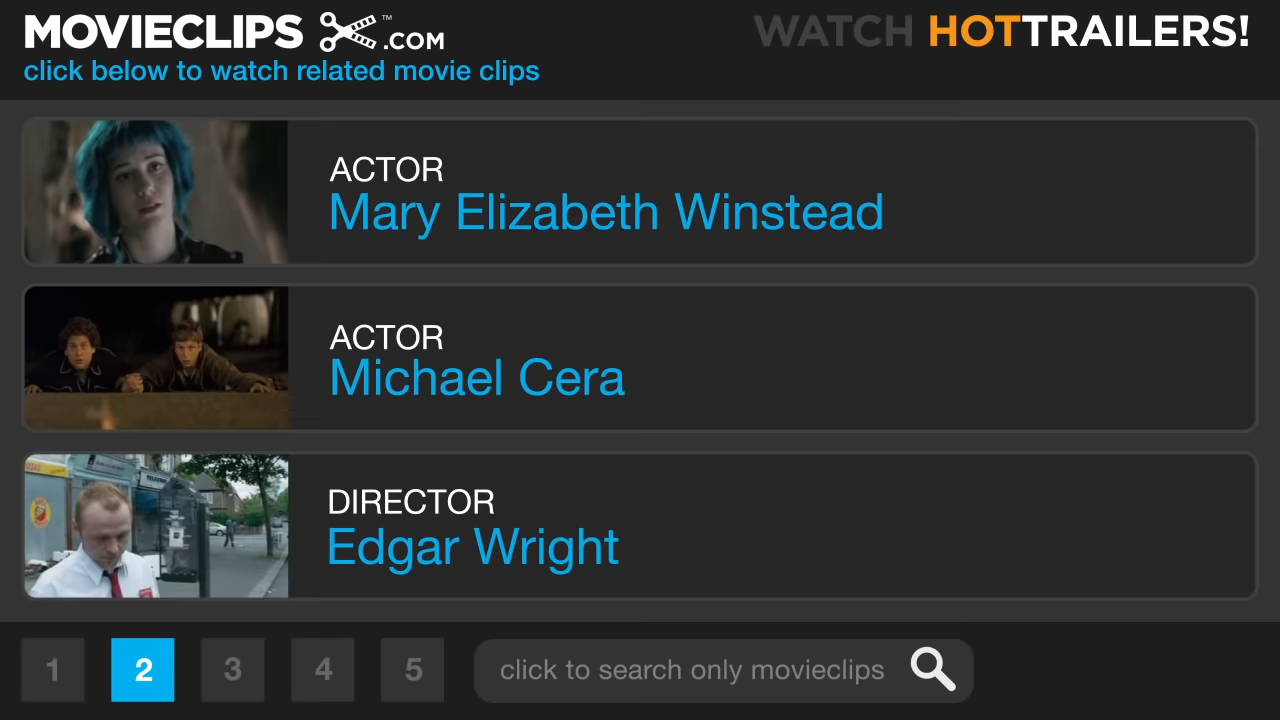 MOVIECLIPS ™.COM
WATCH HOTTRAILERS!
click below to watch related movie clips
ACTOR
Mary Elizabeth Winstead
ACTOR
Michael Cera
DIRECTOR
Edgar Wright
1 2 3 4 5
click to search only movieclips